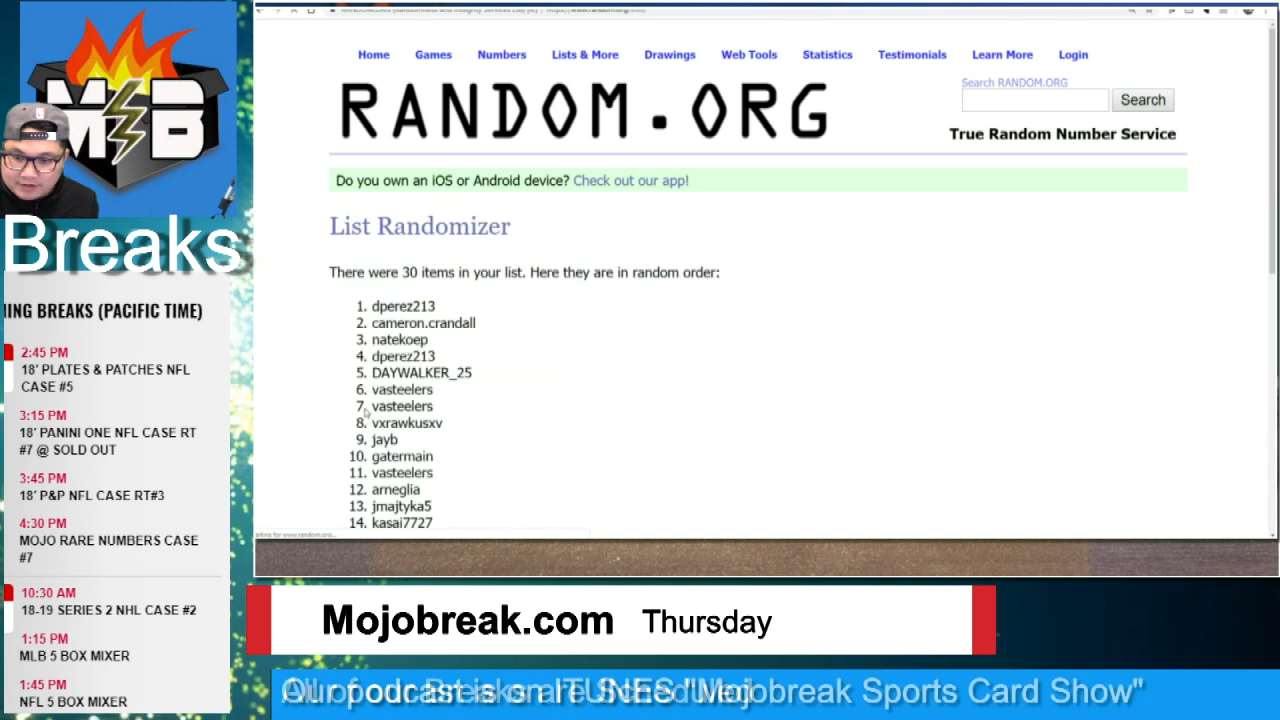 Home Games Numbers Lists & More Drawings Web Tools Statistics Testimonials Learn More Login
RANDOM.ORG
Search RANDOM.ORG
Search
True Random Number Service
Do you own an iOS or Android device? Check out our app!
List Randomizer
There were 30 items in your list. Here they are in random order:
1. dperez213
2. cameron.crandall
3. natekoep
4. dperez213
5. DAYWALKER_25
6. vasteelers
7. vasteelers
8. vxrawkusxv
9. jayb
10. gatermain
11. vasteelers
12. arneglia
13. jmajtyka5
14. kasai7727
M B
Breaks
ING BREAKS (PACIFIC TIME)
2:45 PM
18' PLATES & PATCHES NFL
CASE #5
3:15 PM
18' PANINI ONE NFL CASE RT
#7 @ SOLD OUT
3:45 PM
18' P&P NFL CASE RT#3
4:30 PM
MOJO RARE NUMBERS CASE
#7
10:30 AM
18-19 SERIES 2 NHL CASE #2
1:15 PM
MLB 5 BOX MIXER
1:45 PM
NFL 5 BOX MIXER
Mojobreak.com Thursday
"Mojobreak Sports Card Show"